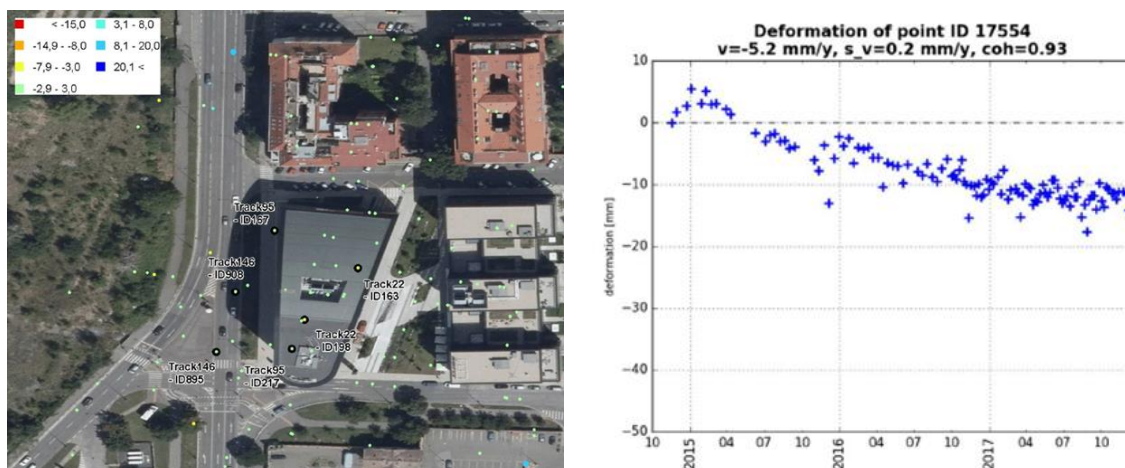 < -15,0
3,1 - 8,0
-14,9 - -8,0
8,1 - 20,0
-7,9 - -3,0
20,1 <
-2,9 - 3,0
Track95
- ID167
Track146
- ID908
Track22
- ID163
Track22
- ID198
Track146
- ID895
Track95
- ID217
Deformation of point ID 17554
v=-5.2 mm/y, s_v=0.2 mm/y, coh=0.93
10
0
−10
−20
−30
−40
−50
deformation [mm]
10
2015
04
07
10
2016
04
07
10
2017
04
07
10